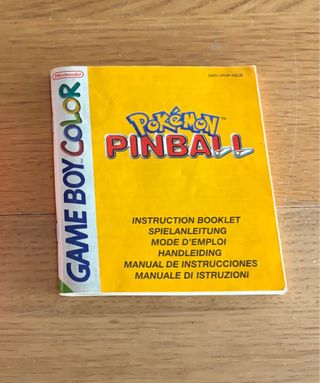 Nintendo
GAME BOY COLOR
POKéMON
PINBALL
INSTRUCTION BOOKLET
SPIELANLEITUNG
MODE D'EMPLOI
HANDLEIDING
MANUAL DE INSTRUCCIONES
MANUALE DI ISTRUZIONI